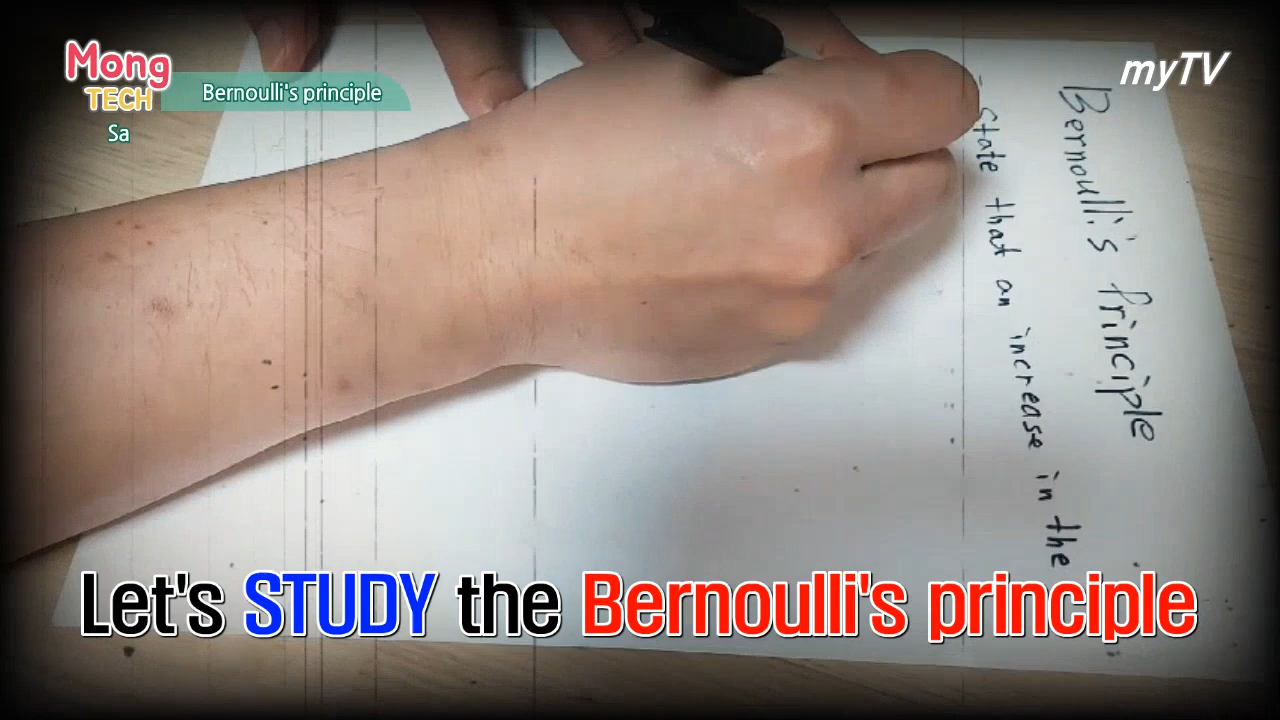 Mong
TECH
Bernoulli's principle
Sa
myTV
Bernoulli's principle
State that an increase in the
Let's STUDY the Bernoulli's principle